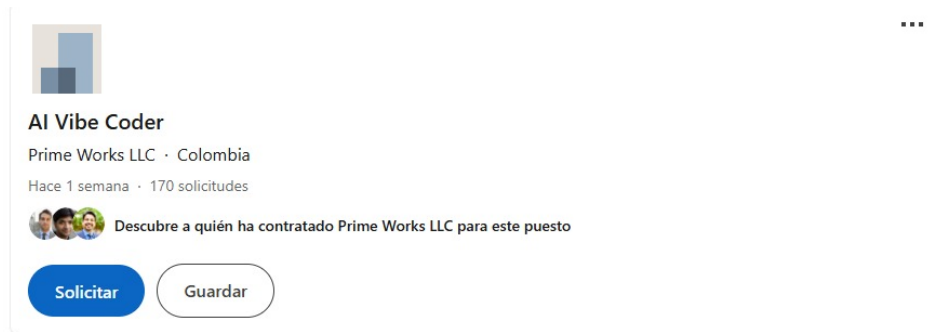 AI Vibe Coder
Prime Works LLC · Colombia
Hace 1 semana · 170 solicitudes
Descubre a quién ha contratado Prime Works LLC para este puesto
Solicitar
Guardar